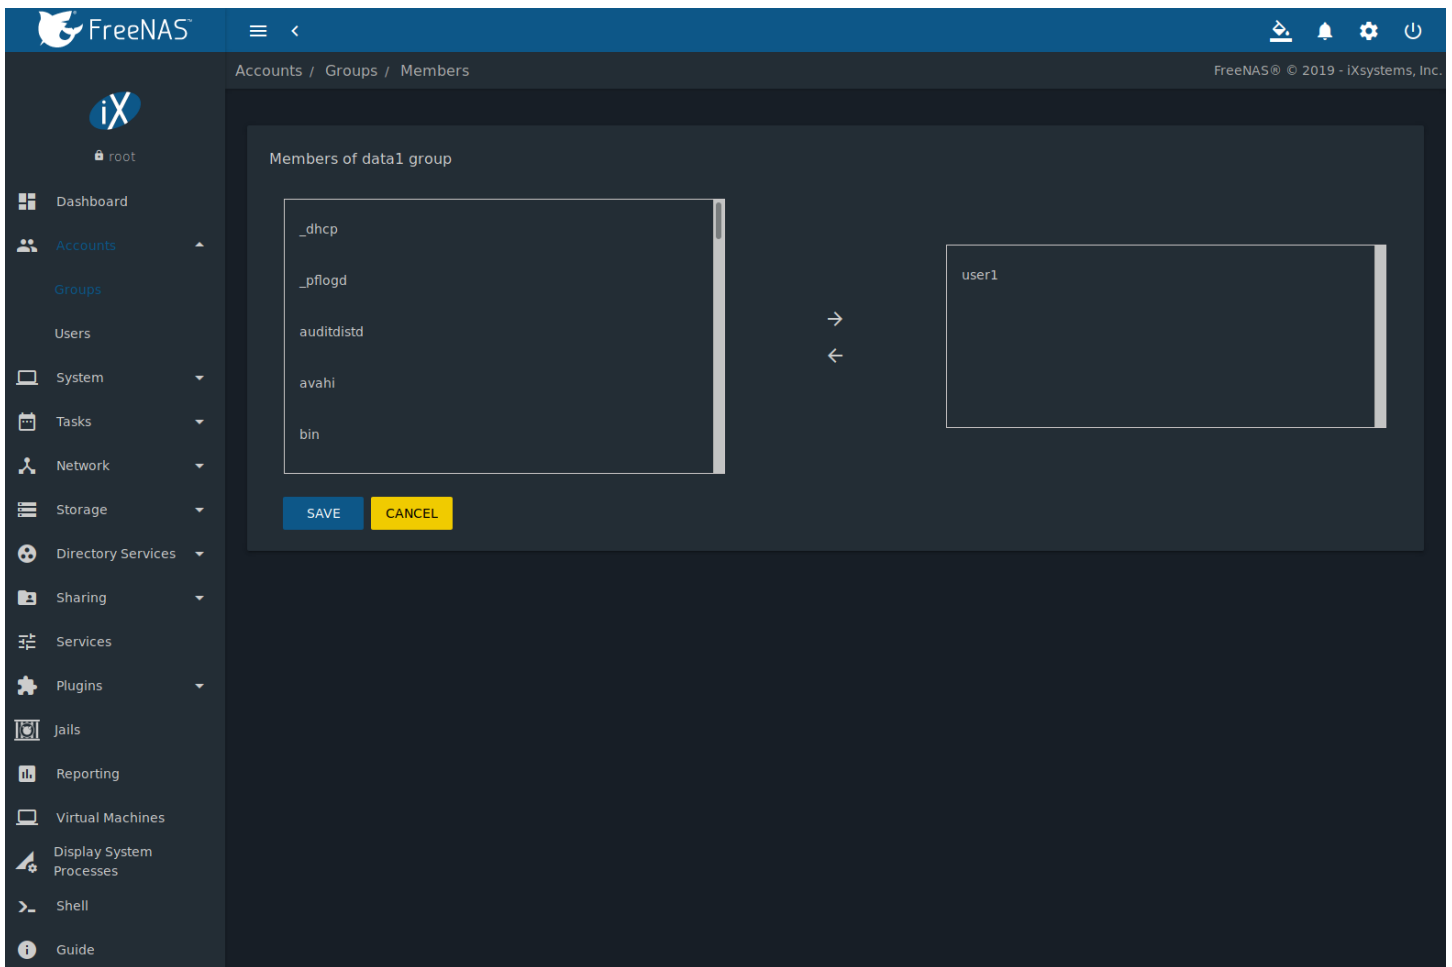 FreeNAS™
Accounts / Groups / Members
FreeNAS® © 2019 - iXsystems, Inc.
iX
root
Dashboard
Accounts
Groups
Users
System
Tasks
Network
Storage
Directory Services
Sharing
Services
Plugins
Jails
Reporting
Virtual Machines
Display System
Processes
Shell
Guide
Members of data1 group
_dhcp
_pflogd
auditdistd
avahi
bin
user1
SAVE
CANCEL